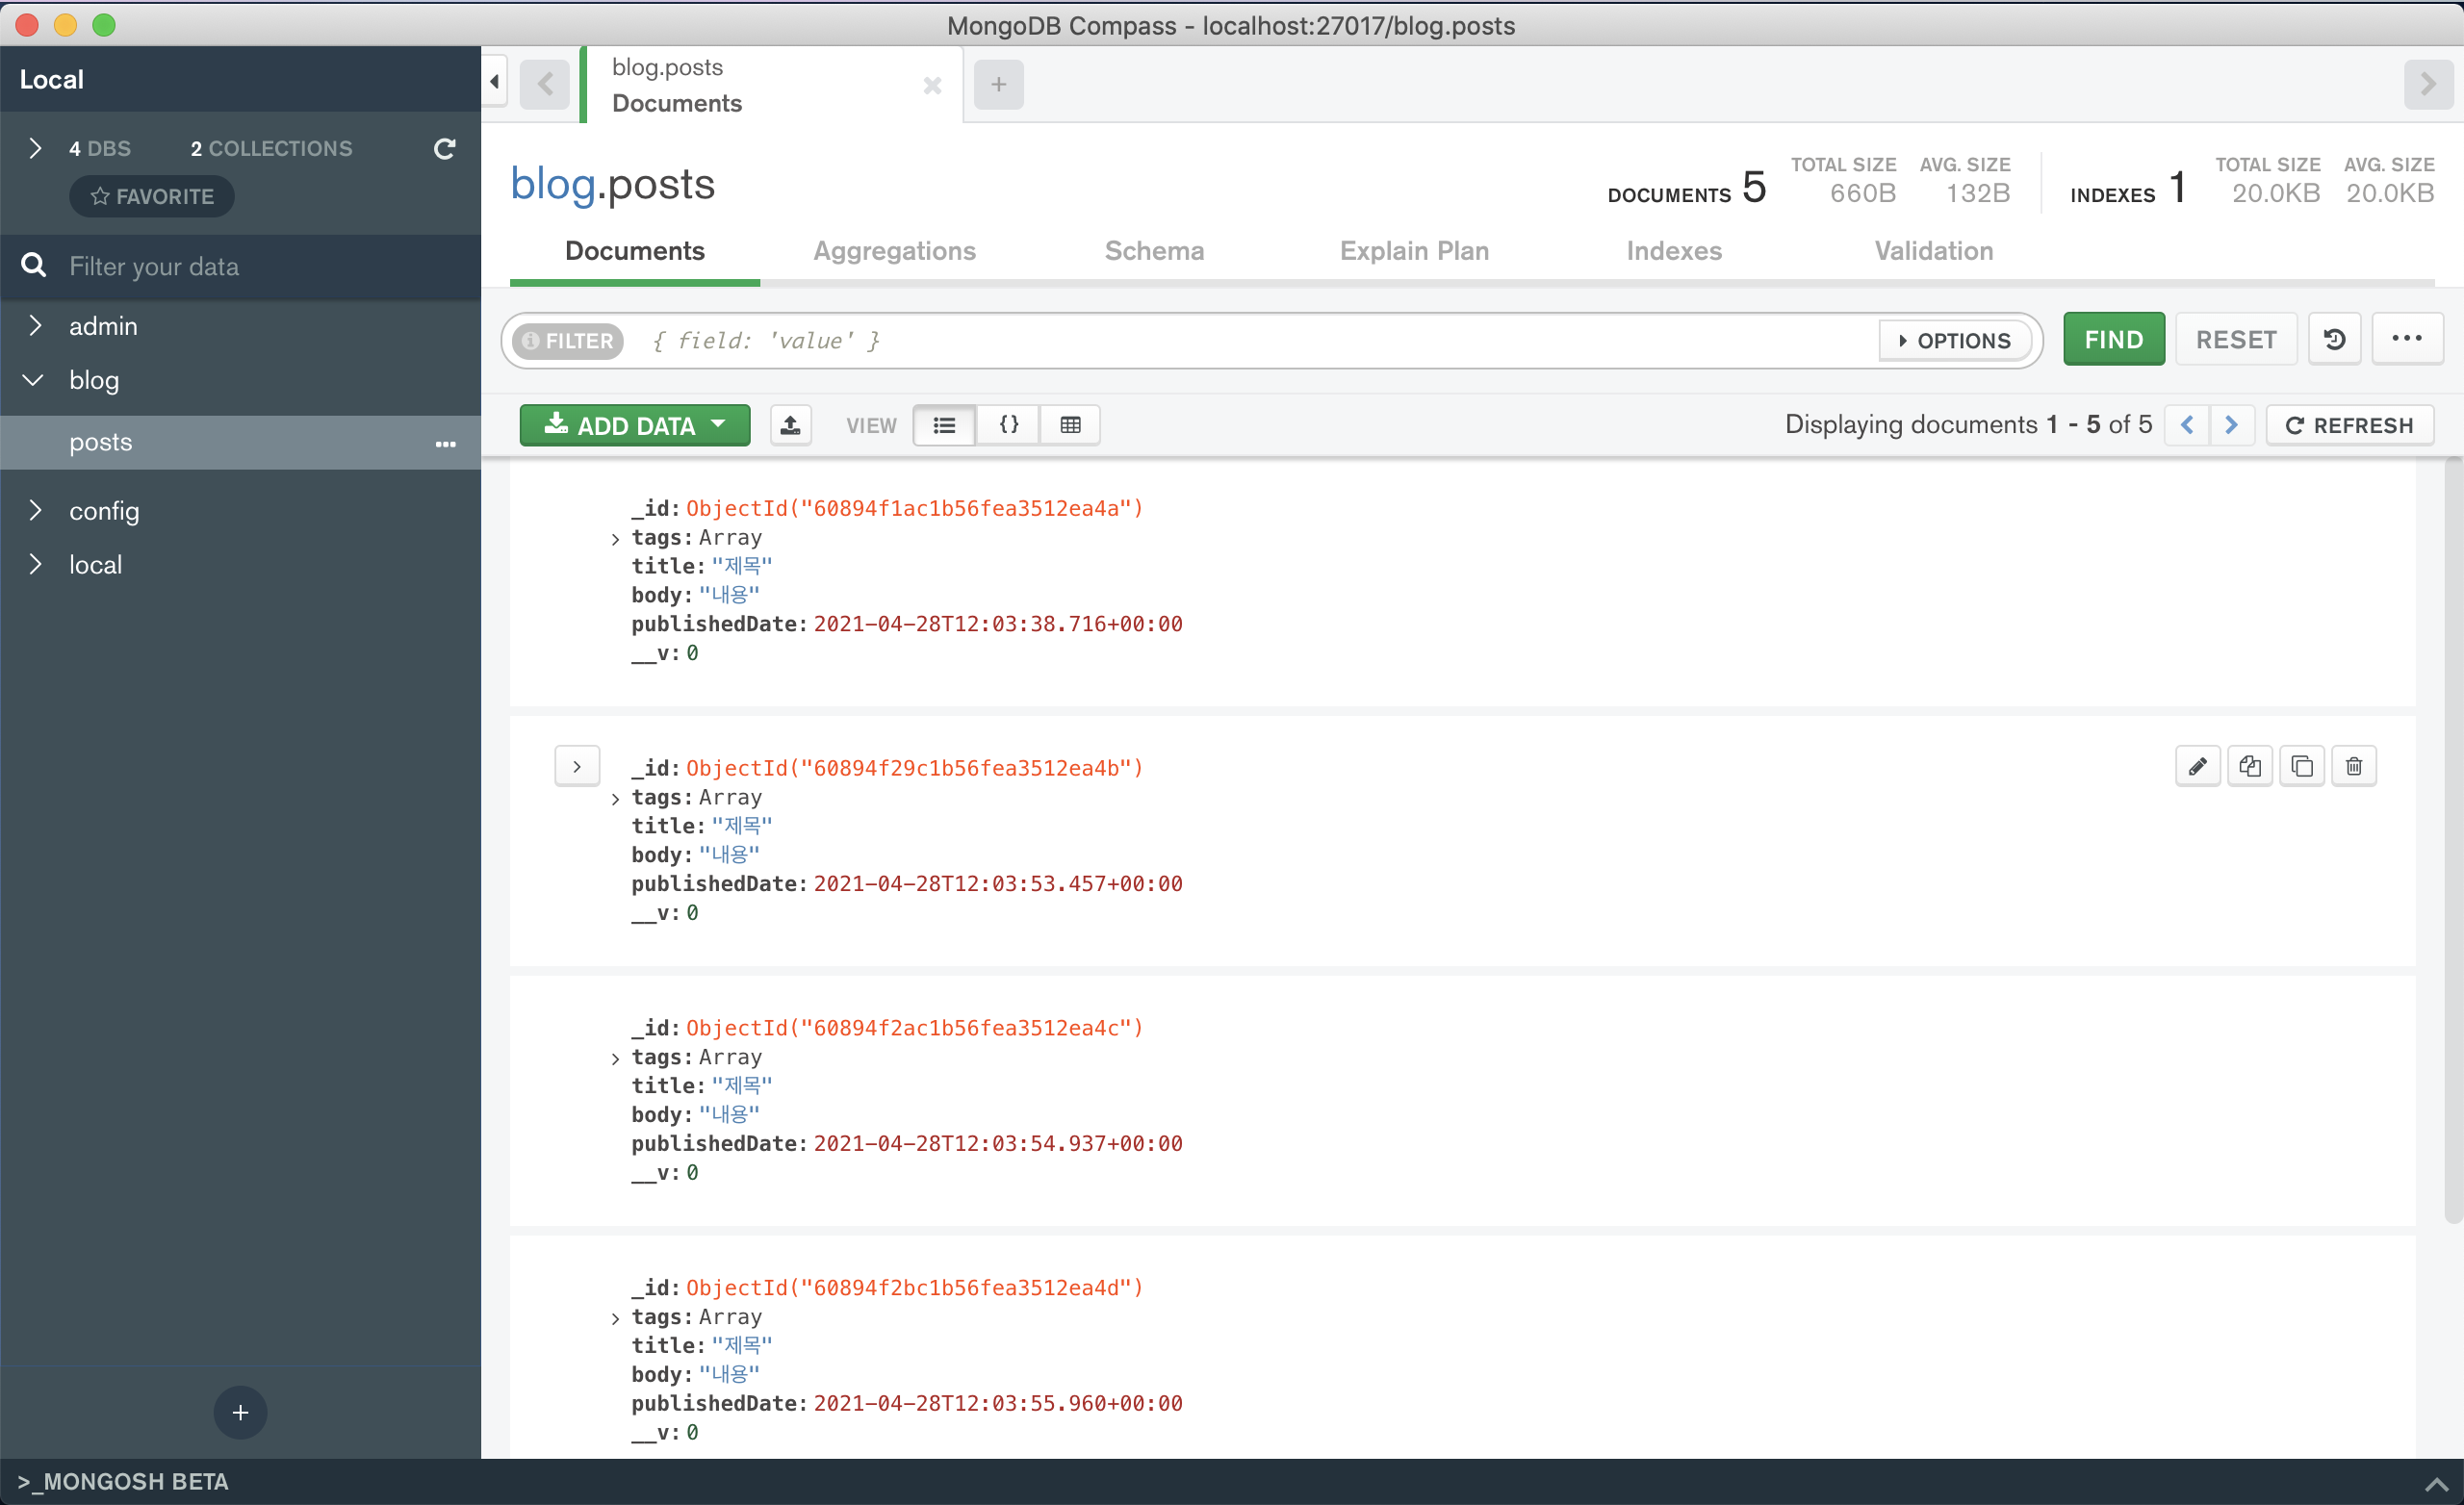 MongoDB Compass - localhost:27017/blog.posts
Local
4 DBS 2 COLLECTIONS
FAVORITE
Filter your data
admin
blog
posts
config
local
>_MONGOSH BETA
blog.posts
Documents
blog.posts
DOCUMENTS 5 TOTAL SIZE 660B AVG. SIZE 132B INDEXES 1 TOTAL SIZE 20.0KB AVG. SIZE 20.0KB
Documents Aggregations Schema Explain Plan Indexes Validation
FILTER { field: 'value' } OPTIONS FIND RESET
ADD DATA VIEW {} Displaying documents 1 - 5 of 5 REFRESH
_id: ObjectId("60894f1ac1b56fea3512ea4a")
tags: Array
title: "제목"
body: "내용"
publishedDate: 2021-04-28T12:03:38.716+00:00
__v: 0
_id: ObjectId("60894f29c1b56fea3512ea4b")
tags: Array
title: "제목"
body: "내용"
publishedDate: 2021-04-28T12:03:53.457+00:00
__v: 0
_id: ObjectId("60894f2ac1b56fea3512ea4c")
tags: Array
title: "제목"
body: "내용"
publishedDate: 2021-04-28T12:03:54.937+00:00
__v: 0
_id: ObjectId("60894f2bc1b56fea3512ea4d")
tags: Array
title: "제목"
body: "내용"
publishedDate: 2021-04-28T12:03:55.960+00:00
__v: 0